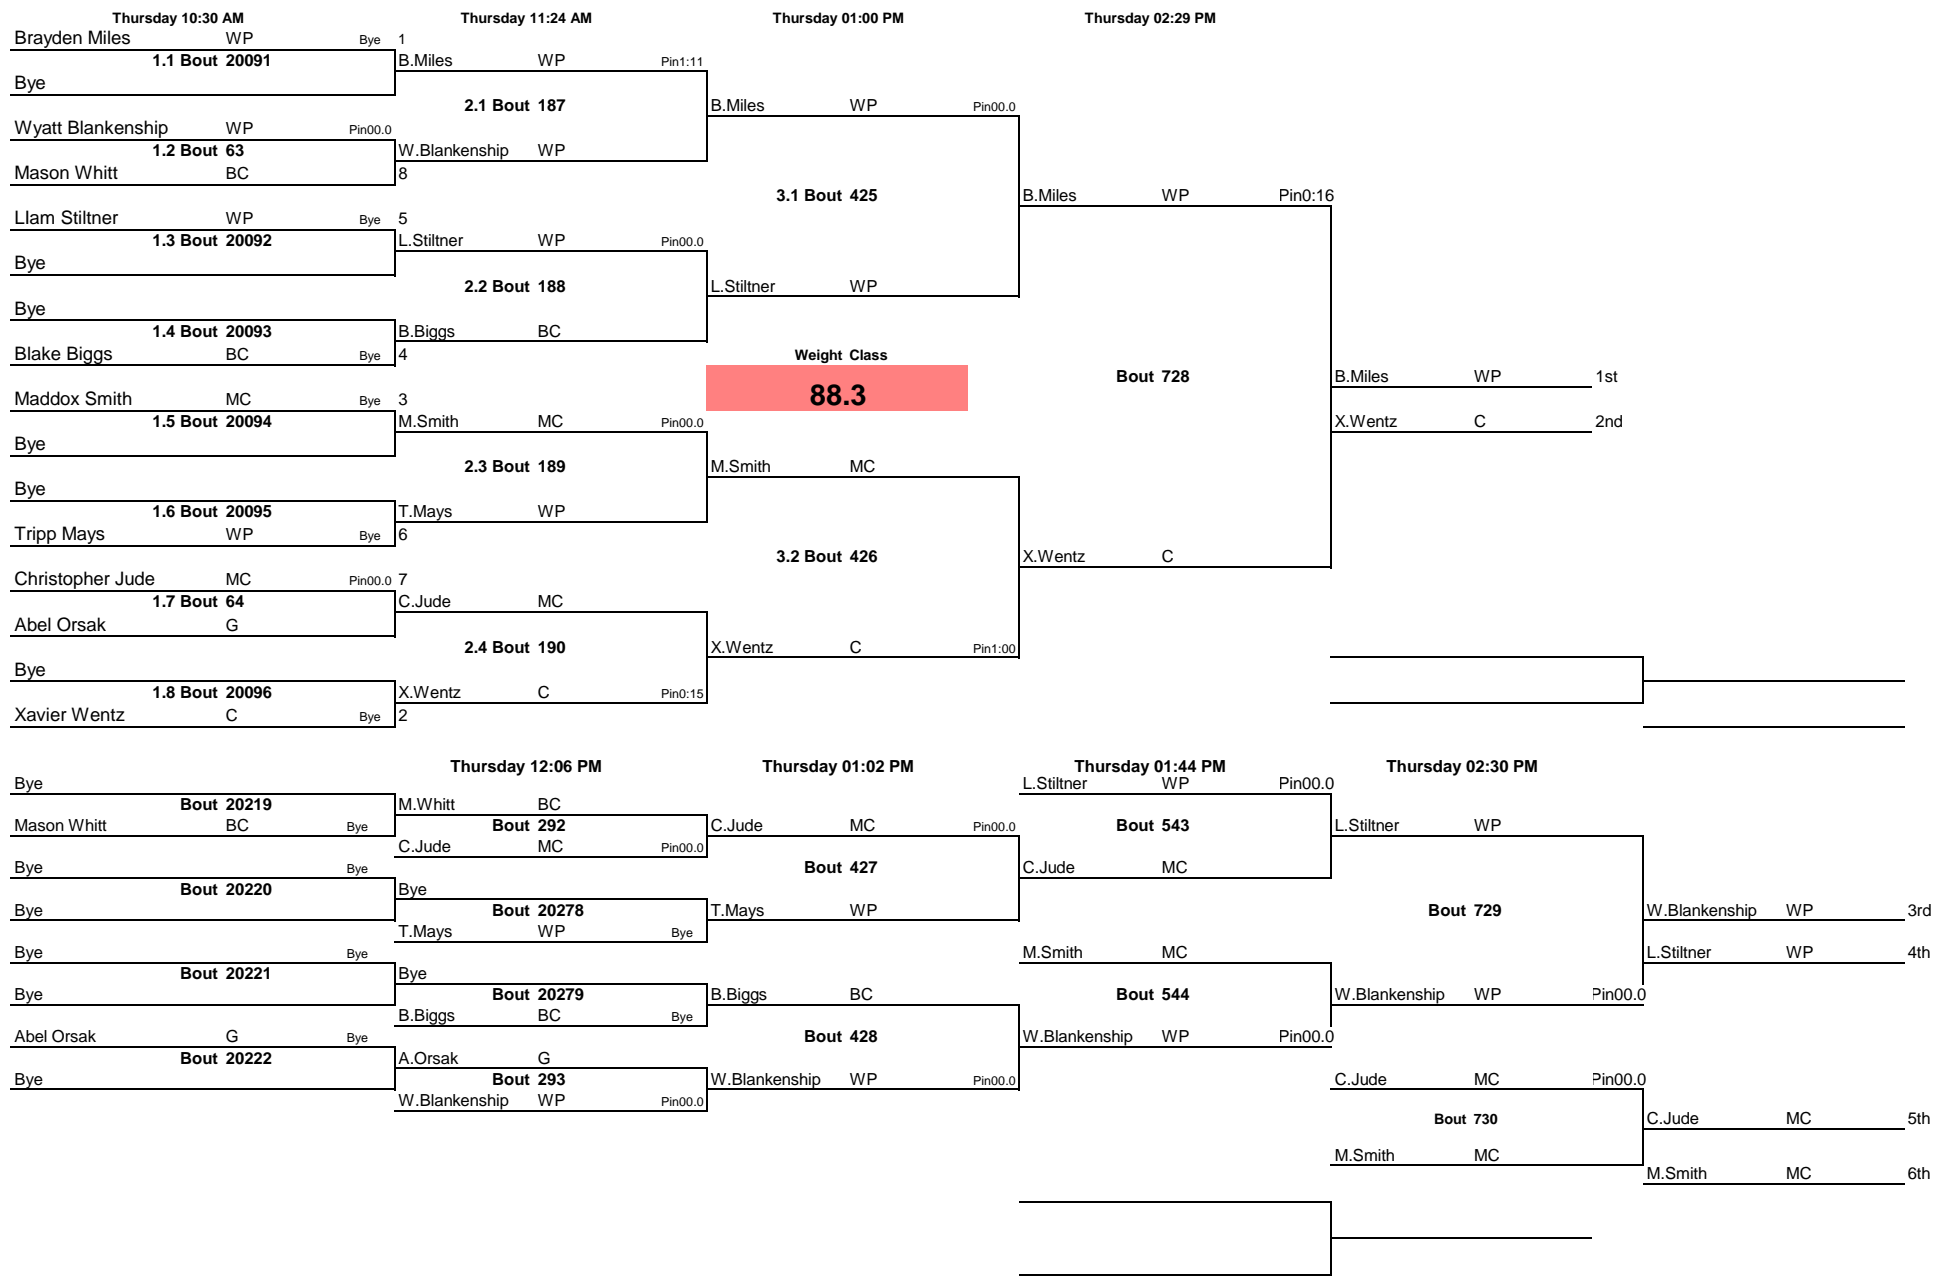 Thursday 10:30 AM Thursday 11:24 AM Thursday 01:00 PM Thursday 02:29 PM
Brayden Miles WP Bye 1
1.1 Bout 20091 B.Miles WP Pin1:11
Bye
2.1 Bout 187 B.Miles WP Pin00.0
Wyatt Blankenship WP Pin00.0
1.2 Bout 63 W.Blankenship WP
Mason Whitt BC 8
3.1 Bout 425 B.Miles WP Pin0:16
LIam Stiltner WP Bye 5
1.3 Bout 20092 L.Stiltner WP Pin00.0
Bye
2.2 Bout 188 L.Stiltner WP
Bye
1.4 Bout 20093 B.Biggs BC
Blake Biggs BC Bye 4 Weight Class
Bout 728 B.Miles WP 1st
Maddox Smith MC Bye 3 88.3
1.5 Bout 20094 M.Smith MC Pin00.0 X.Wentz C 2nd
Bye
2.3 Bout 189 M.Smith MC
Bye
1.6 Bout 20095 T.Mays WP
Tripp Mays WP Bye 6
3.2 Bout 426 X.Wentz C
Christopher Jude MC Pin00.0 7
1.7 Bout 64 C.Jude MC
Abel Orsak G
2.4 Bout 190 X.Wentz C Pin1:00
Bye
1.8 Bout 20096 X.Wentz C Pin0:15
Xavier Wentz C Bye 2
Thursday 12:06 PM Thursday 01:02 PM Thursday 01:44 PM Thursday 02:30 PM
Bye L.Stiltner WP Pin00.0
Bout 20219 M.Whitt BC
Mason Whitt BC Bye Bout 292 C.Jude MC Pin00.0 Bout 543 L.Stiltner WP
C.Jude MC Pin00.0
Bye Bye Bout 427 C.Jude MC
Bout 20220 Bye
Bye Bout 20278 T.Mays WP Bout 729 W.Blankenship WP 3rd
T.Mays WP Bye
Bye Bye M.Smith MC L.Stiltner WP 4th
Bout 20221 Bye
Bye Bout 20279 B.Biggs BC Bout 544 W.Blankenship WP Pin00.0
B.Biggs BC Bye
Abel Orsak G Bye Bout 428 W.Blankenship WP Pin00.0
Bout 20222 A.Orsak G
Bye Bout 293 W.Blankenship WP Pin00.0 C.Jude MC Pin00.0
W.Blankenship WP Pin00.0
Bout 730 C.Jude MC 5th
M.Smith MC
M.Smith MC 6th